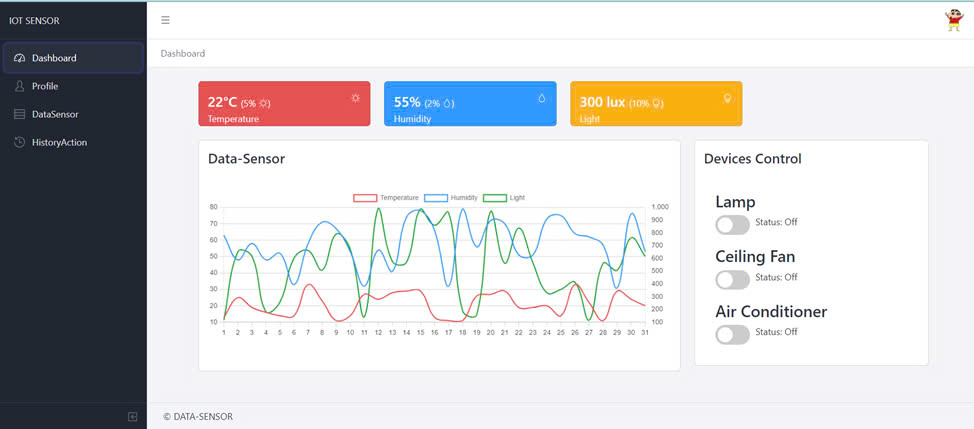 IOT SENSOR
Dashboard
Profile
DataSensor
HistoryAction
Dashboard
22°C (5% )
Temperature
55% (2% )
Humidity
300 lux (10% )
Light
Data-Sensor
Temperature Humidity Light
80 1,000
900
70 800
60 700
50 600
500
40 400
30 300
20 200
10 100
1 2 3 4 5 6 7 8 9 10 11 12 13 14 15 16 17 18 19 20 21 22 23 24 25 26 27 28 29 30 31
Devices Control
Lamp
Status: Off
Ceiling Fan
Status: Off
Air Conditioner
Status: Off
© DATA-SENSOR